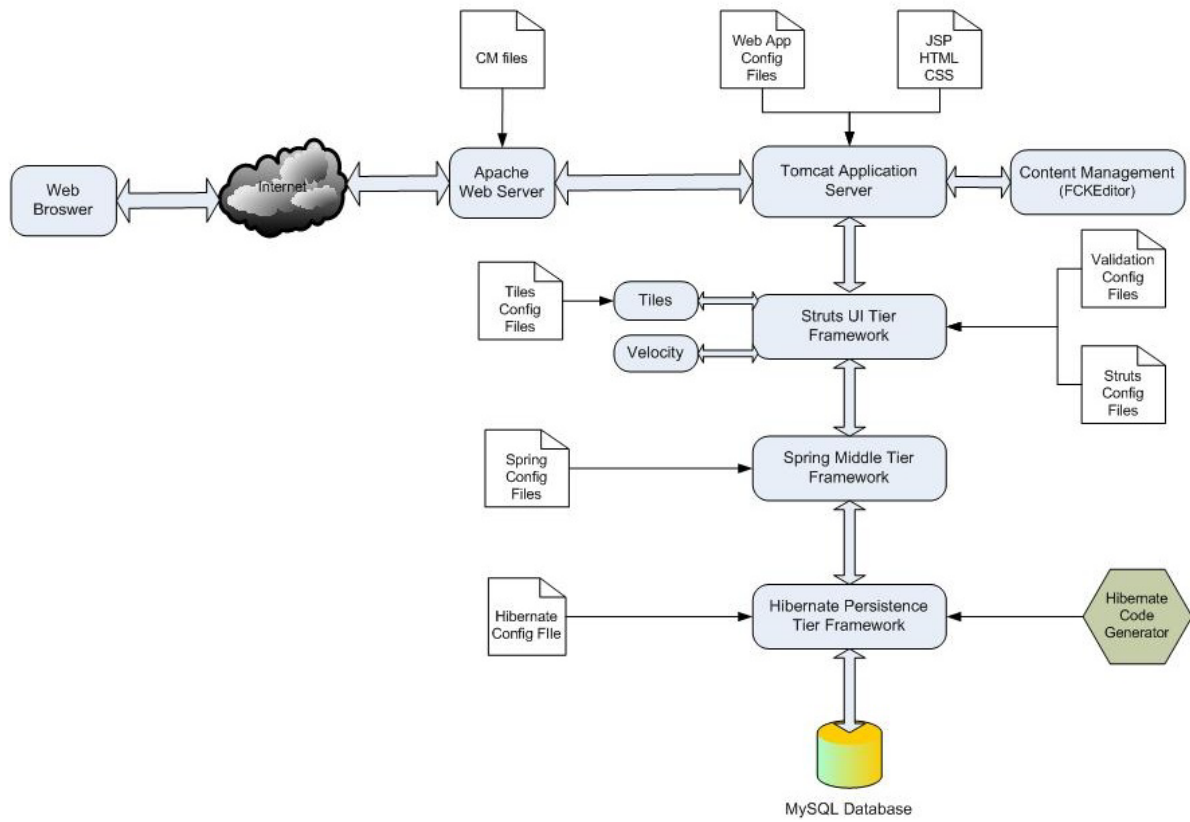 CM files
Web App
Config
Files
JSP
HTML
CSS
Web
Broswer
Internet
Apache
Web Server
Tomcat Application
Server
Content Management
(FCKEditor)
Tiles
Config
Files
Tiles
Velocity
Struts UI Tier
Framework
Validation
Config
Files
Struts
Config
Files
Spring
Config
Files
Spring Middle Tier
Framework
Hibernate
Config FIle
Hibernate Persistence
Tier Framework
Hibernate
Code
Generator
MySQL Database